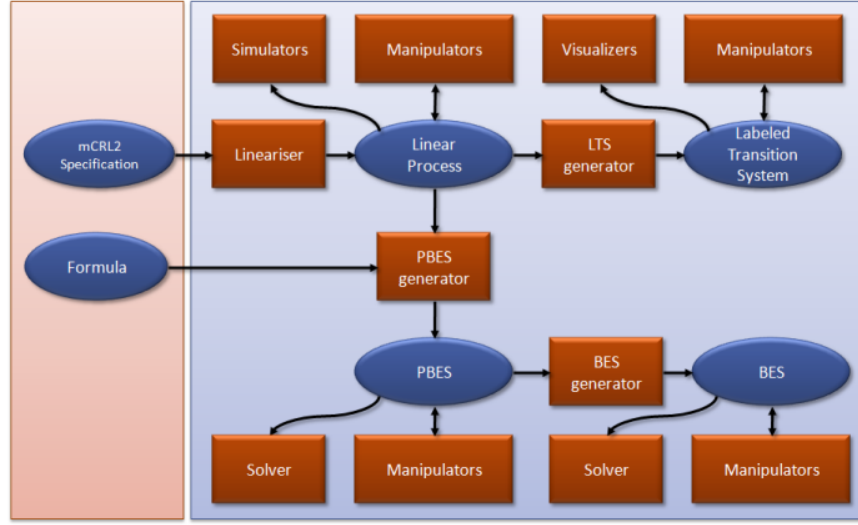 Simulators
Manipulators
Visualizers
Manipulators
mCRL2
Specification
Lineariser
Linear
Process
LTS
generator
Labeled
Transition
System
Formula
PBES
generator
PBES
BES
generator
BES
Solver
Manipulators
Solver
Manipulators